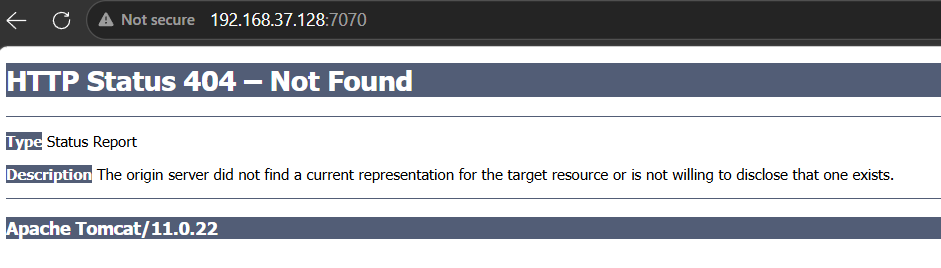 Not secure 192.168.37.128:7070
HTTP Status 404 – Not Found
Type Status Report
Description The origin server did not find a current representation for the target resource or is not willing to disclose that one exists.
Apache Tomcat/11.0.22